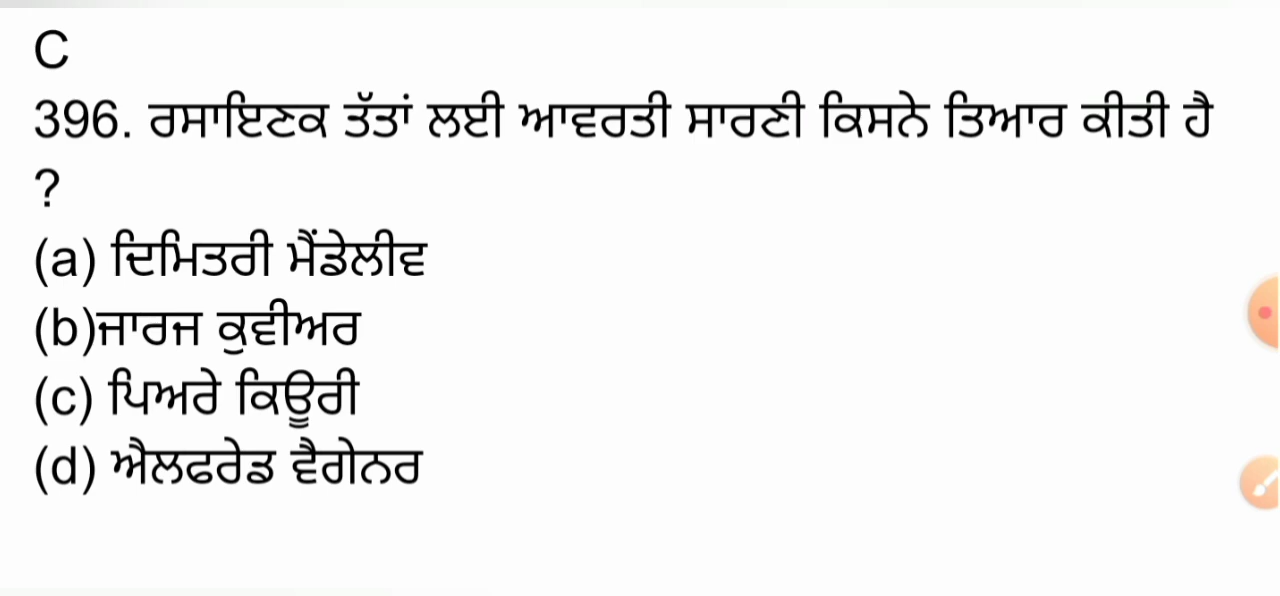 C
396. ਰਸਾਇਣਕ ਤੱਤਾਂ ਲਈ ਆਵਰਤੀ ਸਾਰਣੀ ਕਿਸਨੇ ਤਿਆਰ ਕੀਤੀ ਹੈ
?
(a) ਦਿਮਿਤਰੀ ਮੈਂਡੇਲੀਵ
(b)ਜਾਰਜ ਕੁਵੀਅਰ
(c) ਪਿਅਰੇ ਕਿਊਰੀ
(d) ਐਲਫਰੇਡ ਵੈਗੇਨਰ